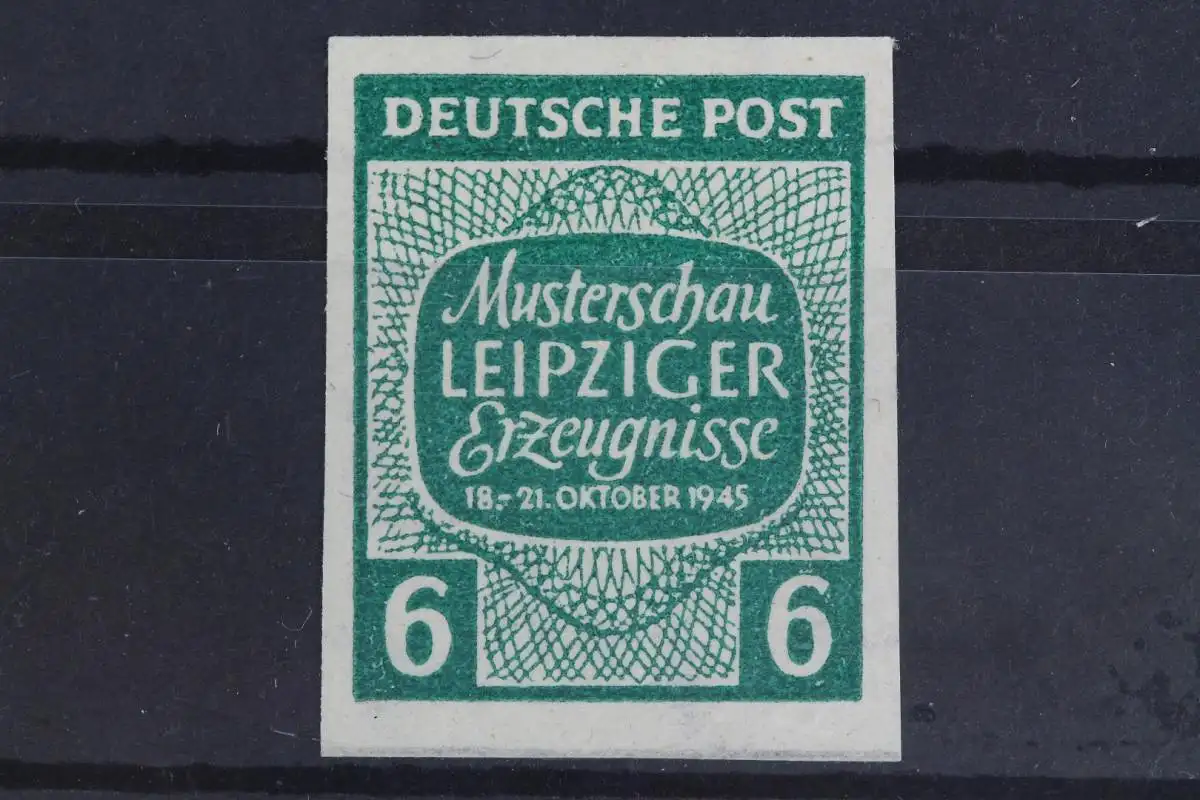 DEUTSCHE POST
Musterschau
LEIPZIGER
Erzeugnisse
18.-21. OKTOBER 1945
6 6